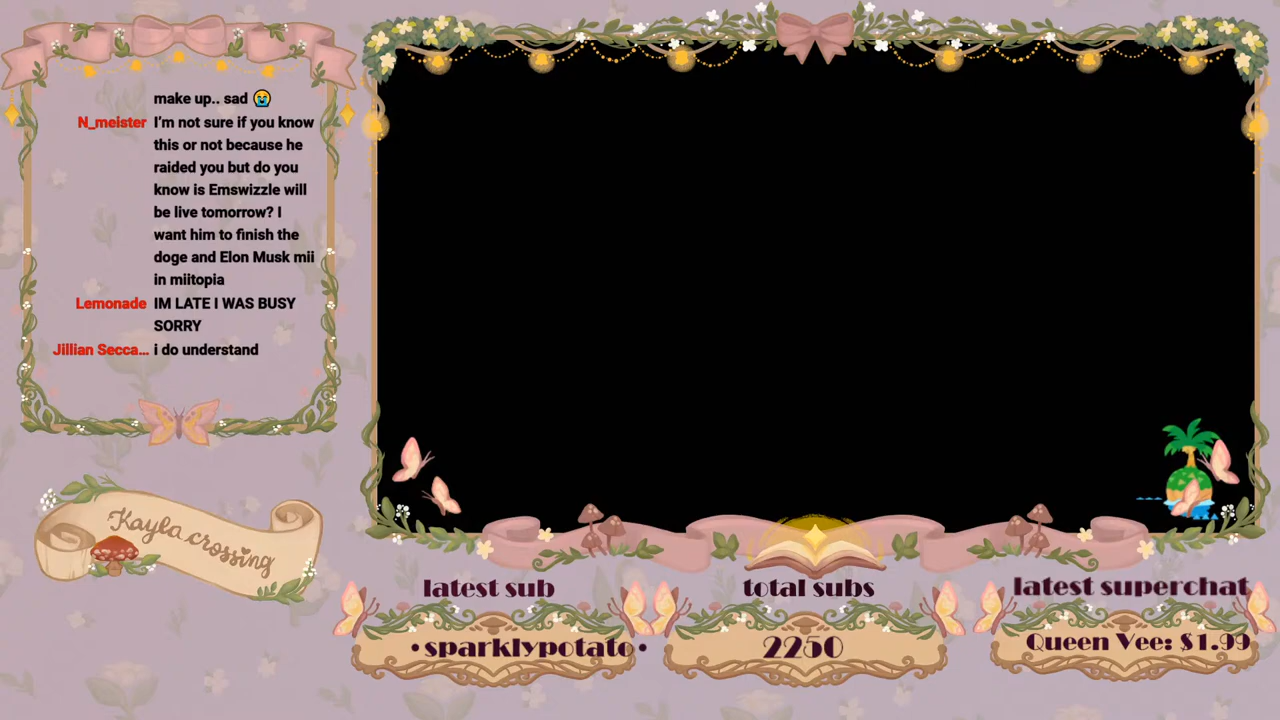 make up.. sad 😭
N_meister I'm not sure if you know
this or not because he
raided you but do you
know is Emswizzle will
be live tomorrow? I
want him to finish the
doge and Elon Musk mii
in miitopia
Lemonade IM LATE I WAS BUSY
SORRY
Jillian Secca... i do understand
Kayla crossing
latest sub
•sparklypotato•
total subs
2250
latest superchat
Queen Vee: $1.99